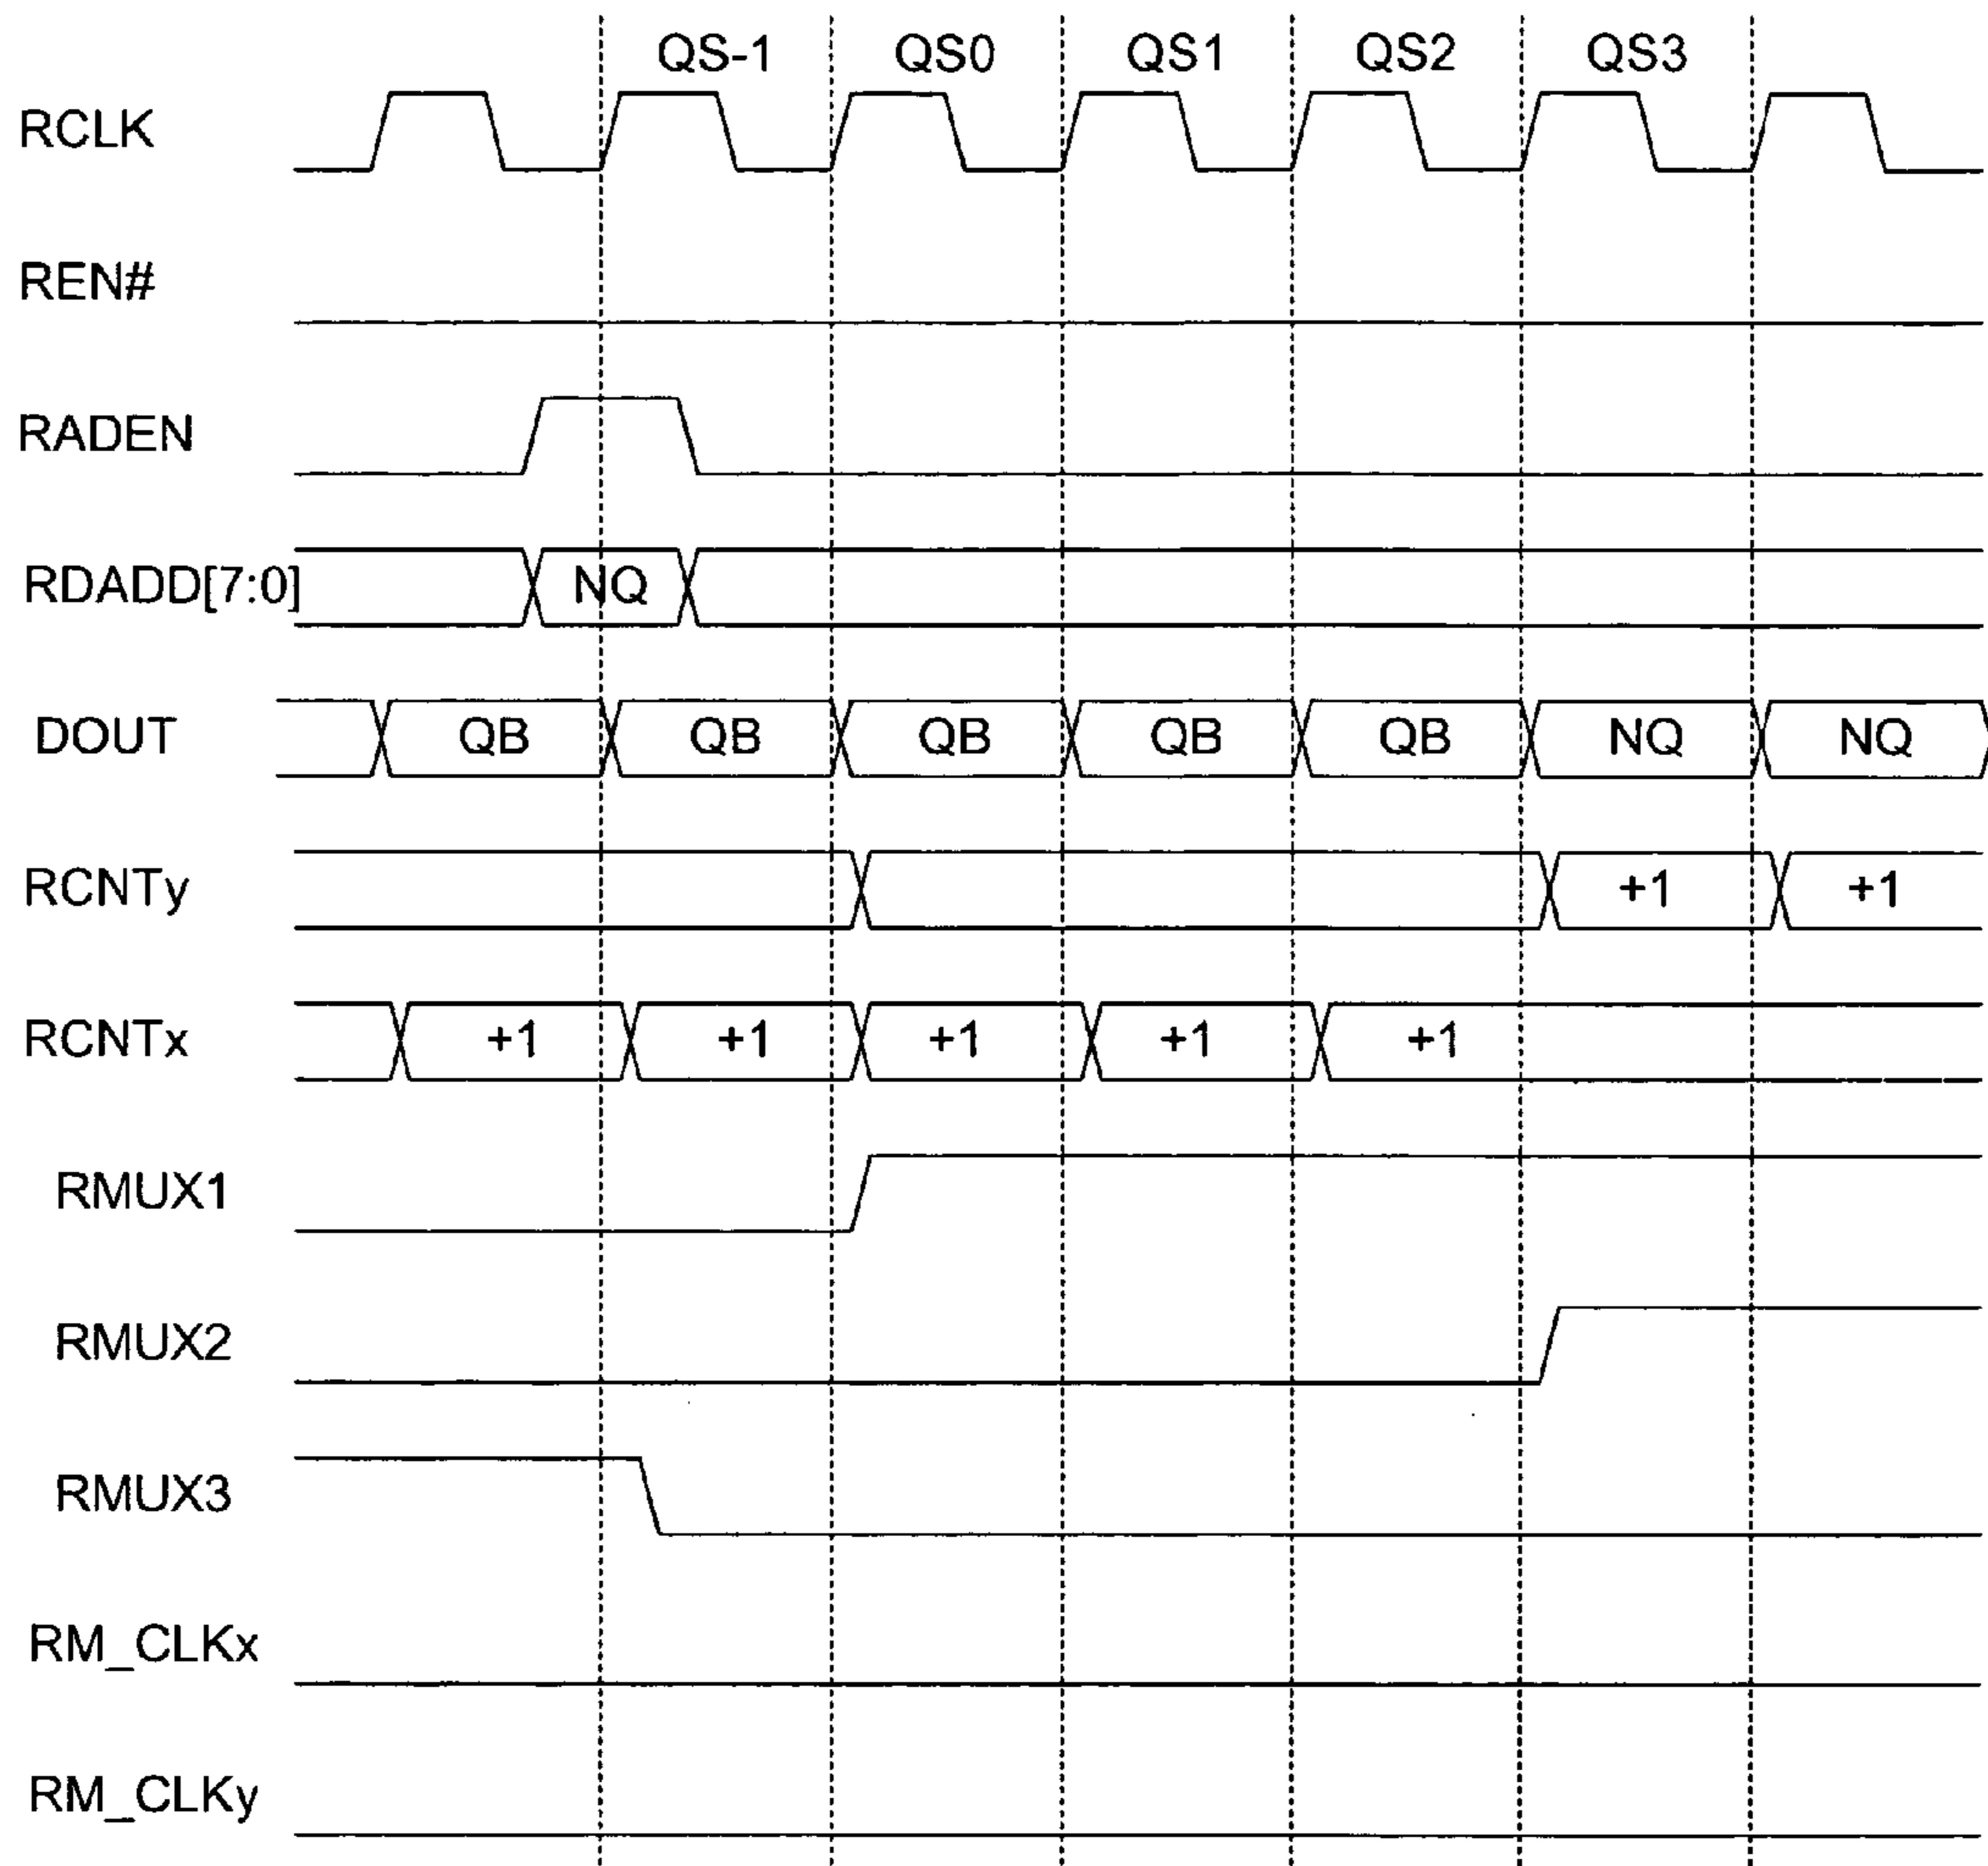 QS-1 QS0 QS1 QS2 QS3
RCLK
REN#
RADEN
RDADD[7:0] NQ
DOUT QB QB QB QB QB NQ NQ
RCNTy +1 +1
RCNTx +1 +1 +1 +1 +1
RMUX1
RMUX2
RMUX3
RM_CLKx
RM_CLKy